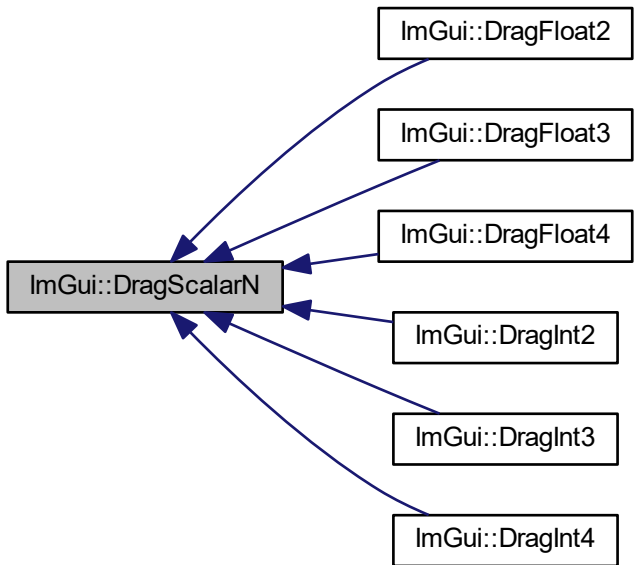 ImGui::DragFloat2
ImGui::DragFloat3
ImGui::DragFloat4
ImGui::DragScalarN
ImGui::DragInt2
ImGui::DragInt3
ImGui::DragInt4